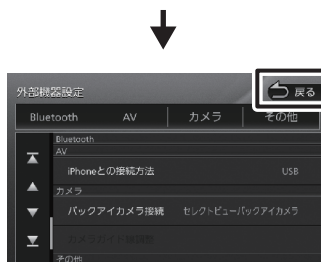 外部機器設定
戻る
Bluetooth AV カメラ その他
Bluetooth
AV
iPhoneとの接続方法 USB
カメラ
バックアイカメラ接続 セレクトビューバックアイカメラ
その他